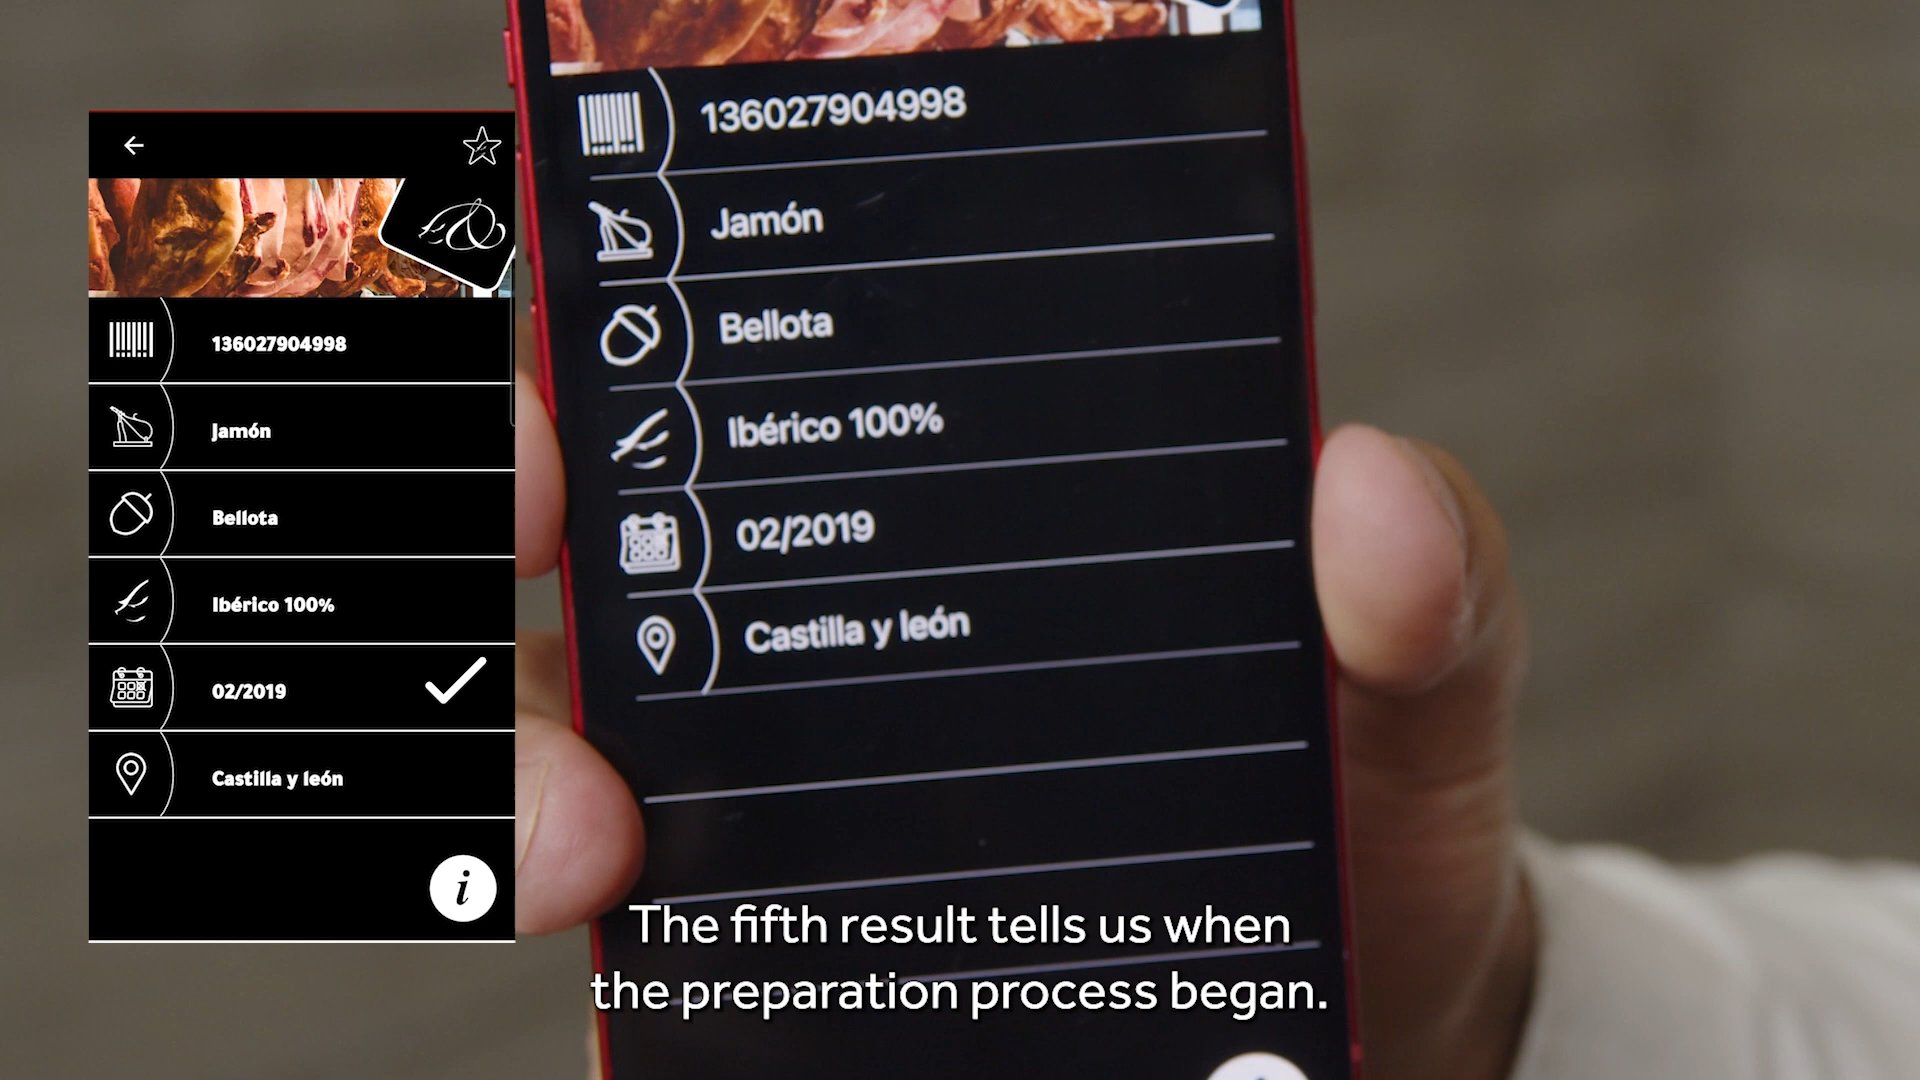 136027904998
Jamón
Bellota
Ibérico 100%
02/2019
Castilla y león
i
136027904998
Jamón
Bellota
Ibérico 100%
02/2019
Castilla y león
The fifth result tells us when
the preparation process began.